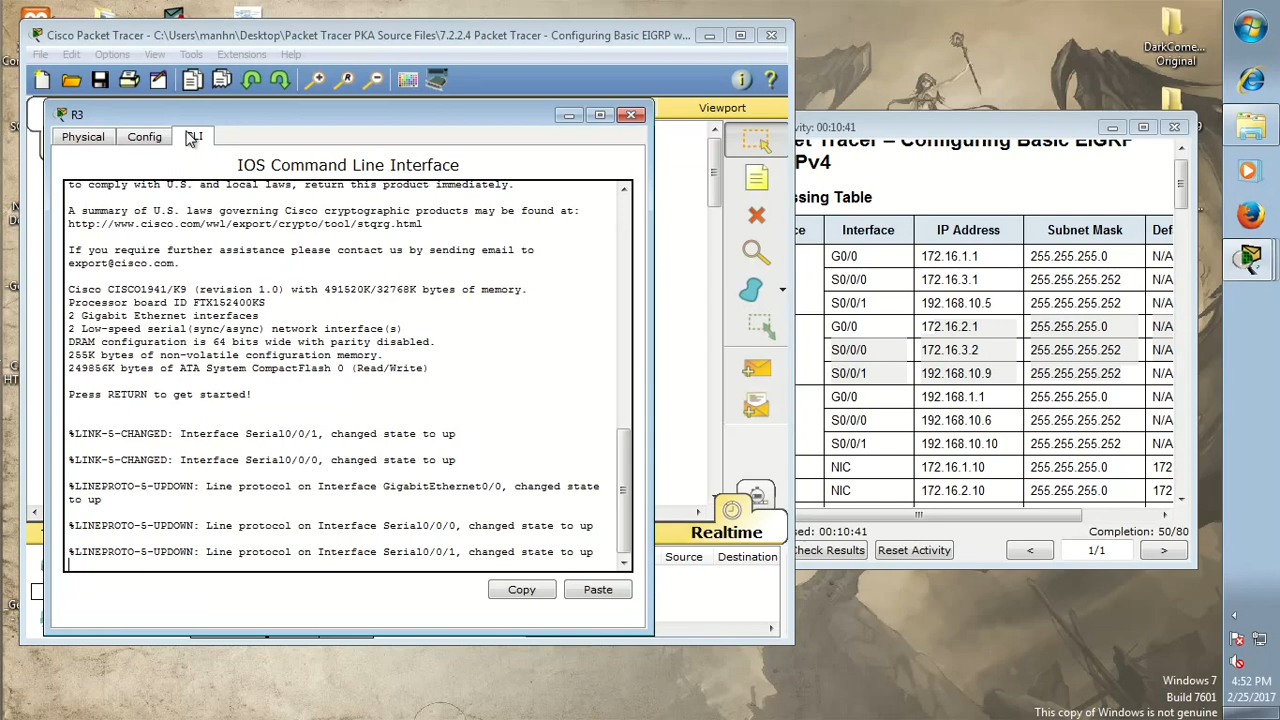 Cisco Packet Tracer - C:\Users\manhn\Desktop\Packet Tracer PKA Source Files\7.2.2.4 Packet Tracer - Configuring Basic EIGRP w...
File Edit Options View Tools Extensions Help
Viewport
R3
Physical Config CLI
IOS Command Line Interface
to comply with U.S. and local laws, return this product immediately.
A summary of U.S. laws governing Cisco cryptographic products may be found at:
http://www.cisco.com/wwl/export/crypto/tool/stqrg.html
If you require further assistance please contact us by sending email to
export@cisco.com.
Cisco CISCO1941/K9 (revision 1.0) with 491520K/32768K bytes of memory.
Processor board ID FTX152400KS
2 Gigabit Ethernet interfaces
2 Low-speed serial(sync/async) network interface(s)
DRAM configuration is 64 bits wide with parity disabled.
255K bytes of non-volatile configuration memory.
249856K bytes of ATA System CompactFlash 0 (Read/Write)
Press RETURN to get started!
%LINK-5-CHANGED: Interface Serial0/0/1, changed state to up
%LINK-5-CHANGED: Interface Serial0/0/0, changed state to up
%LINEPROTO-5-UPDOWN: Line protocol on Interface GigabitEthernet0/0, changed state
to up
%LINEPROTO-5-UPDOWN: Line protocol on Interface Serial0/0/0, changed state to up
%LINEPROTO-5-UPDOWN: Line protocol on Interface Serial0/0/1, changed state to up
Copy Paste
Realtime
Source Destination
vity: 00:10:41
et Tracer – Configuring Basic EIGRP
Pv4
ssing Table
ce Interface IP Address Subnet Mask Def
G0/0 172.16.1.1 255.255.255.0 N/A
S0/0/0 172.16.3.1 255.255.255.252 N/A
S0/0/1 192.168.10.5 255.255.255.252 N/A
G0/0 172.16.2.1 255.255.255.0 N/A
S0/0/0 172.16.3.2 255.255.255.252 N/A
S0/0/1 192.168.10.9 255.255.255.252 N/A
G0/0 192.168.1.1 255.255.255.0 N/A
S0/0/0 192.168.10.6 255.255.255.252 N/A
S0/0/1 192.168.10.10 255.255.255.252 N/A
NIC 172.16.1.10 255.255.255.0 172
NIC 172.16.2.10 255.255.255.0 172
sed: 00:10:41 Completion: 50/80
Check Results Reset Activity < 1/1 >
DarkCome...
Original
4:52 PM
2/25/2017
Windows 7
Build 7601
This copy of Windows is not genuine